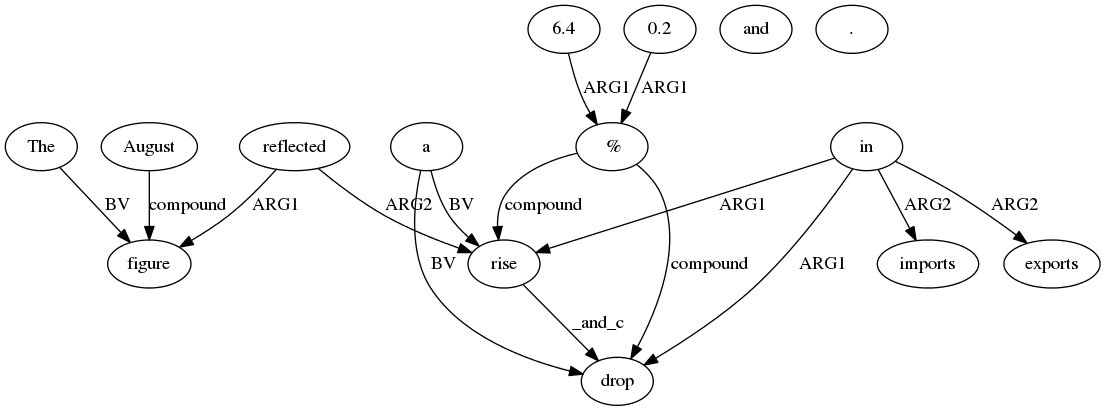 6.4 0.2 and .
ARG1 ARG1
The August reflected a % in
BV compound ARG1 ARG2 BV compound ARG1 ARG2 ARG2
figure rise imports exports
BV compound ARG1
_and_c
drop